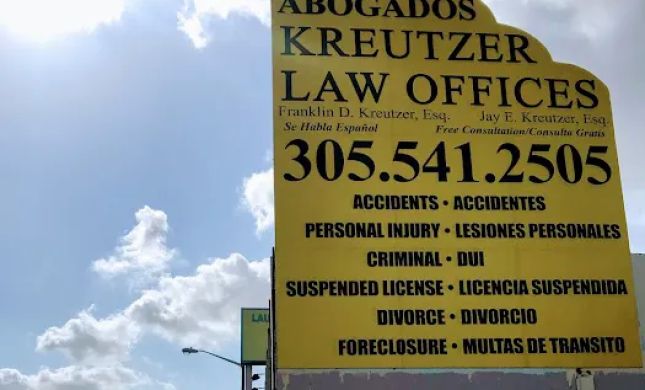 ABOGADOS
KREUTZER
LAW OFFICES
Franklin D. Kreutzer, Esq. Jay E. Kreutzer, Esq.
Se Habla Español Free Consultation/Consulta Gratis
305.541.2505
ACCIDENTS • ACCIDENTES
PERSONAL INJURY • LESIONES PERSONALES
CRIMINAL • DUI
SUSPENDED LICENSE • LICENCIA SUSPENDIDA
DIVORCE • DIVORCIO
FORECLOSURE • MULTAS DE TRANSITO
LAU